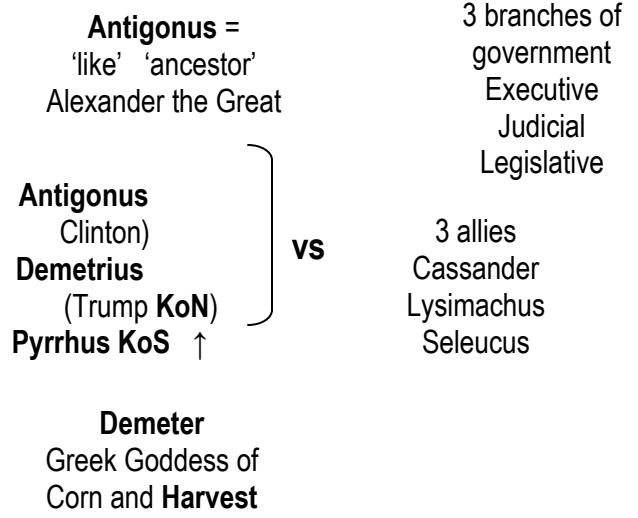 Antigonus =
'like' 'ancestor'
Alexander the Great
3 branches of
government
Executive
Judicial
Legislative
Antigonus
Clinton)
Demetrius
(Trump KoN)
Pyrrhus KoS ↑
vs
3 allies
Cassander
Lysimachus
Seleucus
Demeter
Greek Goddess of
Corn and Harvest